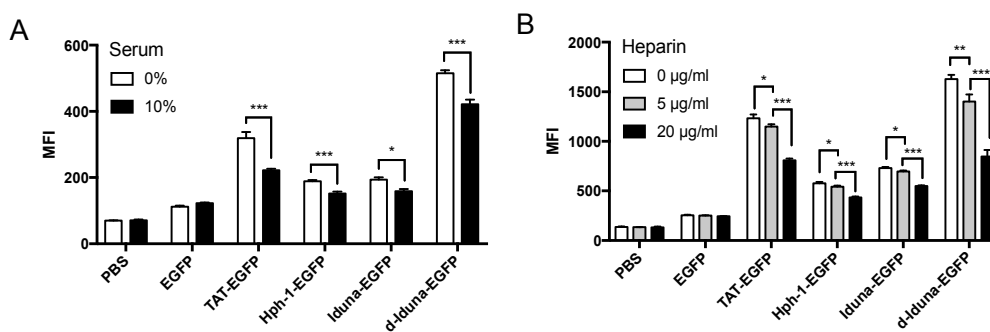 A
Serum
0%
10%
MFI
600
400
200
0
***
***
*
***
PBS
EGFP
TAT-EGFP
Hph-1-EGFP
Iduna-EGFP
d-Iduna-EGFP
B
Heparin
0 µg/ml
5 µg/ml
20 µg/ml
MFI
2000
1500
1000
500
0
*
***
*
***
*
***
**
***
PBS
EGFP
TAT-EGFP
Hph-1-EGFP
Iduna-EGFP
d-Iduna-EGFP